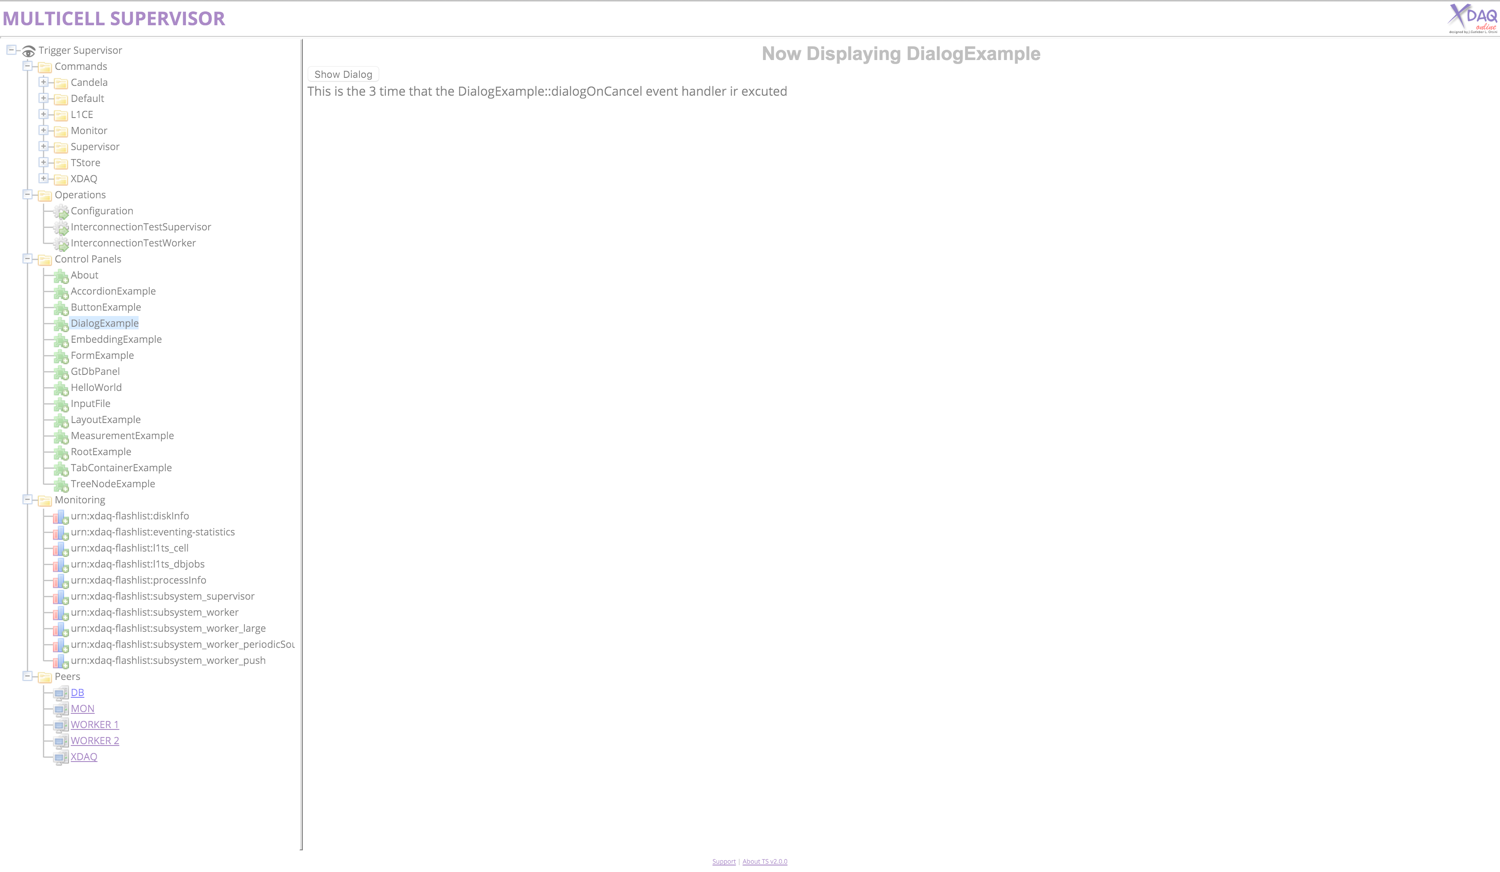 MULTICELL SUPERVISOR
XDAQ
online
Trigger Supervisor
Commands
Candela
Default
L1CE
Monitor
Supervisor
TStore
XDAQ
Operations
Configuration
InterconnectionTestSupervisor
InterconnectionTestWorker
Control Panels
About
AccordionExample
ButtonExample
DialogExample
EmbeddingExample
FormExample
GtDbPanel
HelloWorld
InputFile
LayoutExample
MeasurementExample
RootExample
TabContainerExample
TreeNodeExample
Monitoring
urn:xdaq-flashlist:diskInfo
urn:xdaq-flashlist:eventing-statistics
urn:xdaq-flashlist:l1ts_cell
urn:xdaq-flashlist:l1ts_dbjobs
urn:xdaq-flashlist:processInfo
urn:xdaq-flashlist:subsystem_supervisor
urn:xdaq-flashlist:subsystem_worker
urn:xdaq-flashlist:subsystem_worker_large
urn:xdaq-flashlist:subsystem_worker_periodicSou
urn:xdaq-flashlist:subsystem_worker_push
Peers
DB
MON
WORKER 1
WORKER 2
XDAQ
Now Displaying DialogExample
Show Dialog
This is the 3 time that the DialogExample::dialogOnCancel event handler ir excuted
Support | About TS v2.0.0